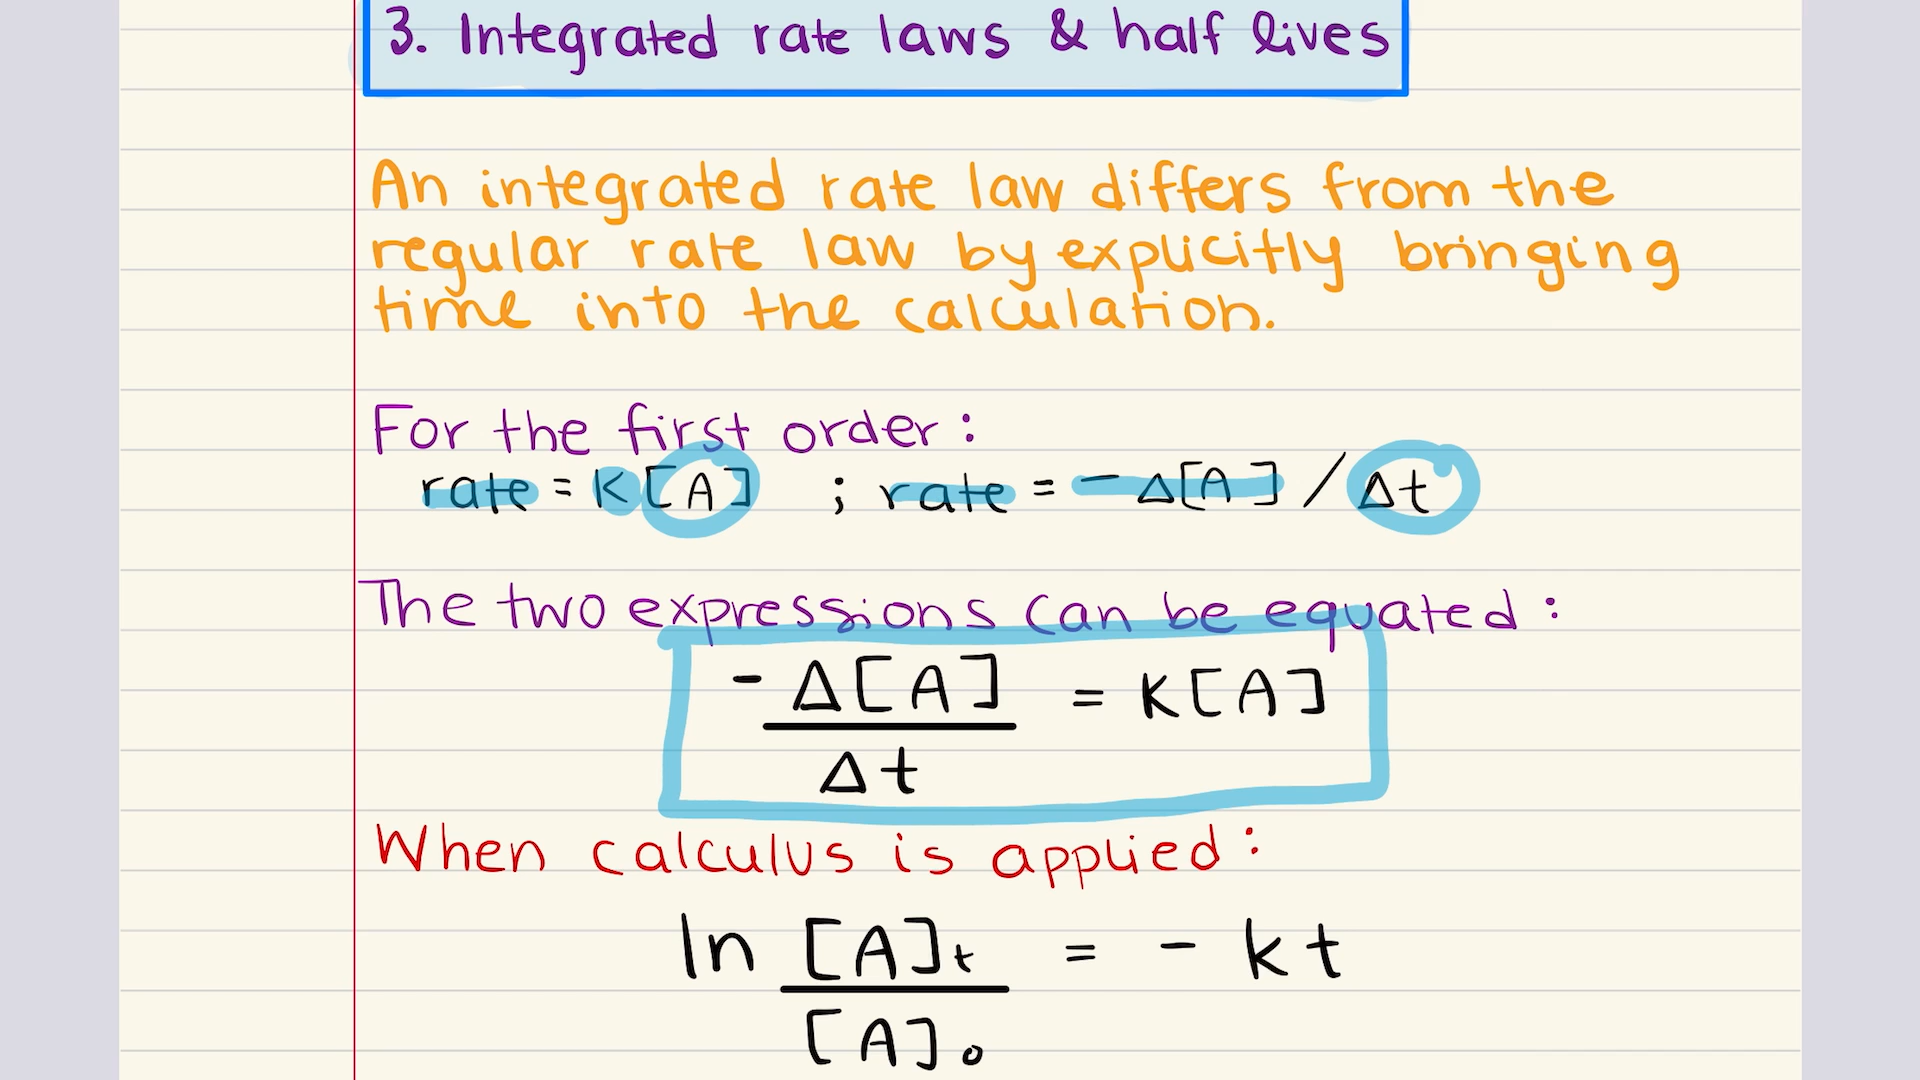 3. Integrated rate laws & half lives
An integrated rate law differs from the
regular rate law by explicitly bringing
time into the calculation.
For the first order:
rate = K[A] ; rate = -Δ[A] / Δt
The two expressions can be equated:
-Δ[A] = K[A]
Δt
When calculus is applied:
ln [A]t = - kt
[A]o